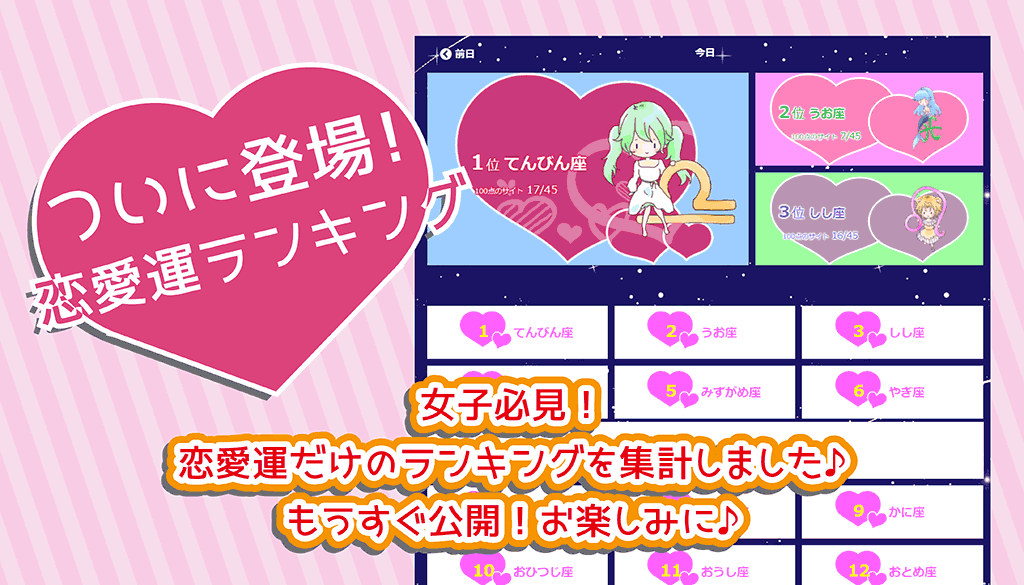 ついに登場!
恋愛運ランキング
前日
今日
1位 てんびん座
100点のサイト 17/45
2位 うお座
100点のサイト 7/45
水
3位 しし座
100点のサイト 16/45
1 てんびん座
2 うお座
3 しし座
5 みずがめ座
6 やぎ座
女子必見!
恋愛運だけのランキングを集計しました♪
9 かに座
もうすぐ公開!お楽しみに♪
10 おひつじ座
11 おうし座
12 おとめ座